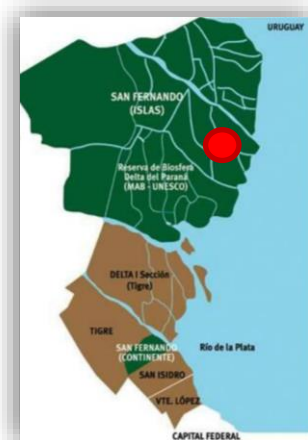 URUGUAY
SAN FERNANDO
(ISLAS)
Reserva de Biosfera
Delta del Paraná
(MAB - UNESCO)
DELTA I Sección
(Tigre)
TIGRE
SAN FERNANDO
(CONTINENTE)
Río de la Plata
SAN ISIDRO
VTE. LÓPEZ
CAPITAL FEDERAL